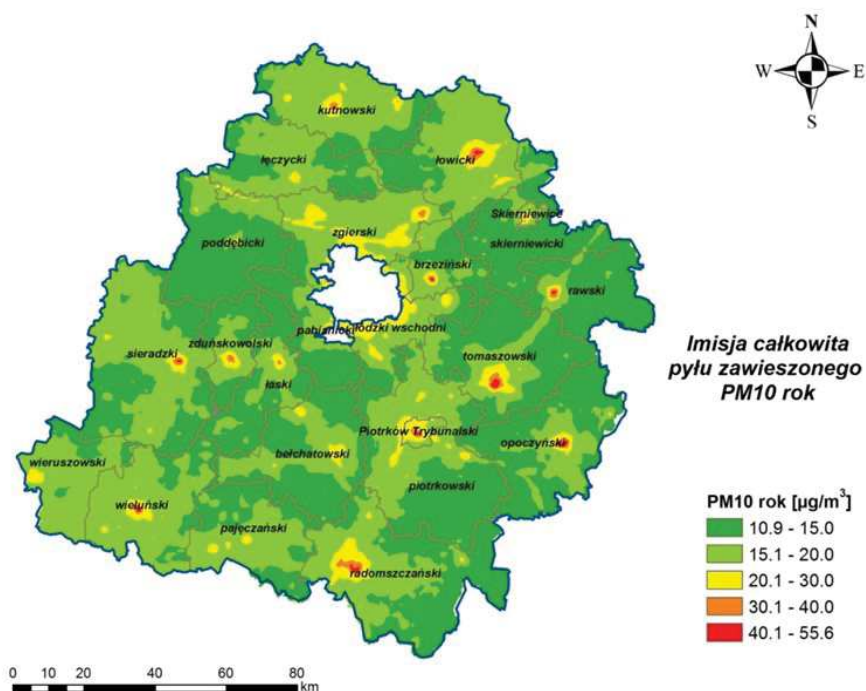 N
W E
S
kutnowski
łęczycki
łowicki
Skierniewice
zgierski
skierniewicki
poddębicki
brzeziński
rawski
pabianicki
łódzki wschodni
zduńskowolski
sieradzki
tomaszowski
łaski
Imisja całkowita
pyłu zawieszonego
PM10 rok
Piotrków Trybunalski
opoczyński
bełchatowski
wieruszowski
piotrkowski
wieluński
pajęczański
radomszczański
PM10 rok [µg/m³]
10.9 - 15.0
15.1 - 20.0
20.1 - 30.0
30.1 - 40.0
40.1 - 55.6
0 5 10 20 40 60 80
km